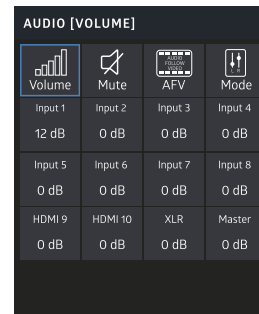 AUDIO [VOLUME]
AUDIO
FOLLOW
VIDEO
L R
Volume Mute AFV Mode
Input 1 Input 2 Input 3 Input 4
12 dB 0 dB 0 dB 0 dB
Input 5 Input 6 Input 7 Input 8
0 dB 0 dB 0 dB 0 dB
HDMI 9 HDMI 10 XLR Master
0 dB 0 dB 0 dB 0 dB